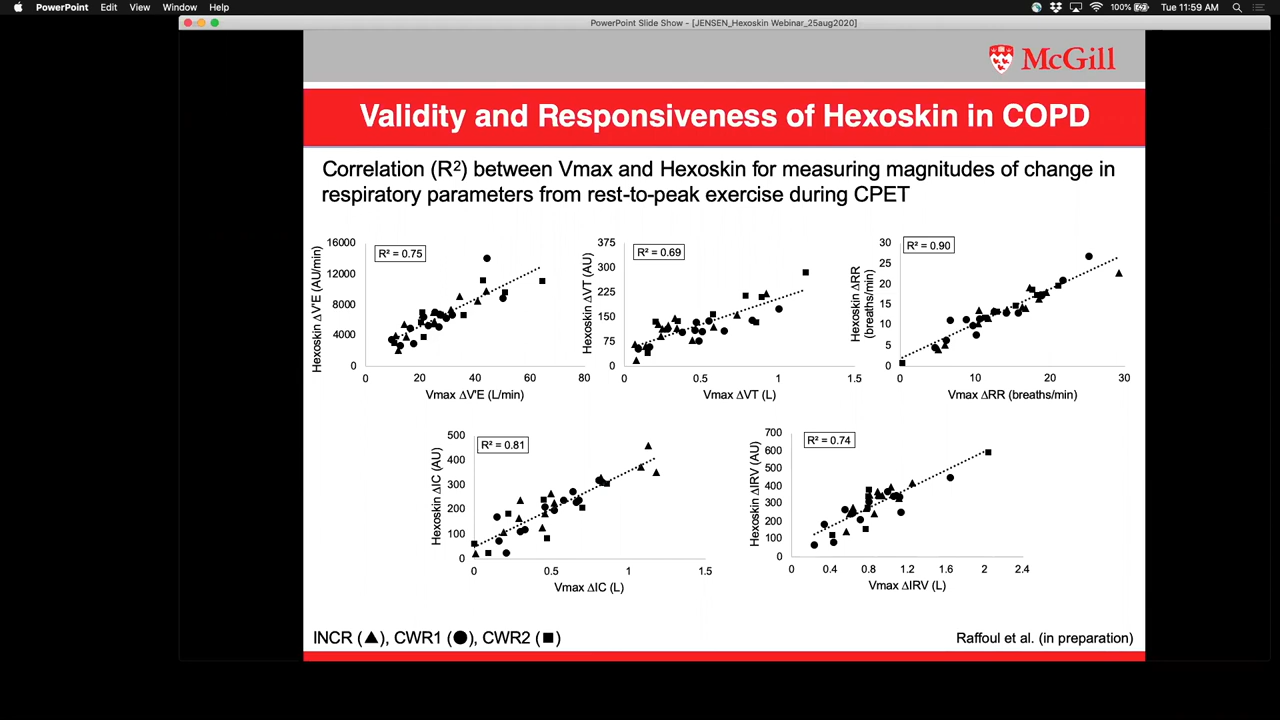 PowerPoint Edit View Window Help 100% Tue 11:59 AM
PowerPoint Slide Show - [JENSEN_Hexoskin Webinar_25aug2020]
McGill
Validity and Responsiveness of Hexoskin in COPD
Correlation (R²) between Vmax and Hexoskin for measuring magnitudes of change in
respiratory parameters from rest-to-peak exercise during CPET
Hexoskin ΔV'E (AU/min)
16000
12000
8000
4000
0
R² = 0.75
0 20 40 60 80
Vmax ΔV'E (L/min)
Hexoskin ΔVT (AU)
375
300
225
150
75
0
R² = 0.69
0 0.5 1 1.5
Vmax ΔVT (L)
Hexoskin ΔRR
(breaths/min)
30
25
20
15
10
5
0
R² = 0.90
0 10 20 30
Vmax ΔRR (breaths/min)
Hexoskin ΔIC (AU)
500
400
300
200
100
0
R² = 0.81
0 0.5 1 1.5
Vmax ΔIC (L)
Hexoskin ΔIRV (AU)
700
600
500
400
300
200
100
0
R² = 0.74
0 0.4 0.8 1.2 1.6 2 2.4
Vmax ΔIRV (L)
INCR (▲), CWR1 (●), CWR2 (■)
Raffoul et al. (in preparation)